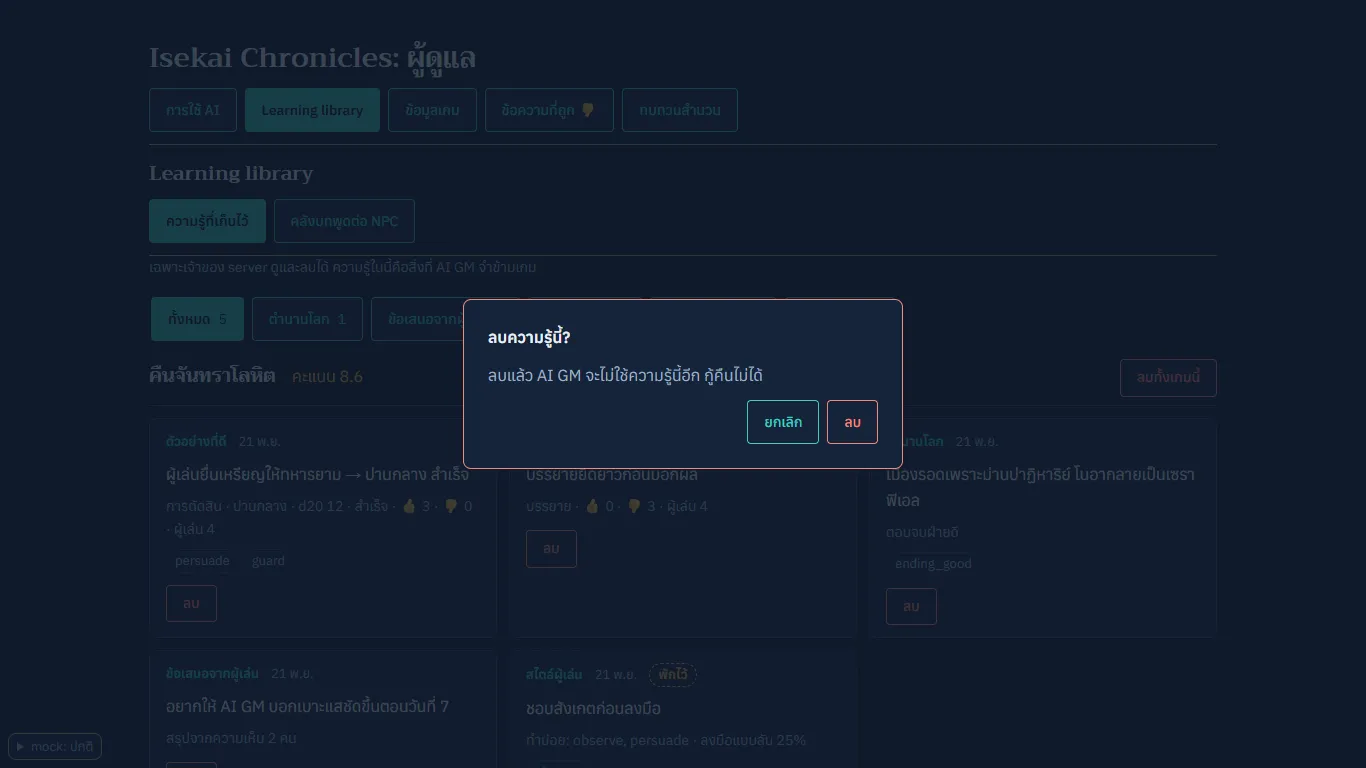 Isekai Chronicles: ผู้ดูแล
การใช้ AI
Learning library
ข้อมูลเกม
ข้อความที่ถูก 👎
ทบทวนสำนวน
Learning library
ความรู้ที่เก็บไว้
คลังบทพูดต่อ NPC
เฉพาะเจ้าของ server ดูและลบได้ ความรู้ในนี้คือสิ่งที่ AI GM จำข้ามเกม
ทั้งหมด 5
ตำนานโลก 1
ข้อเสนอจากผู้
ลบความรู้นี้?
ลบแล้ว AI GM จะไม่ใช้ความรู้นี้อีก กู้คืนไม่ได้
ยกเลิก
ลบ
คืนจันทราโลหิต คะแนน 8.6
ลบทั้งเกมนี้
ตัวอย่างที่ดี 21 พ.ย.
ผู้เล่นยื่นเหรียญให้ทหารยาม → ปานกลาง สำเร็จ
การตัดสิน · ปานกลาง · d20 12 · สำเร็จ · 👍 3 · 👎 0
· ผู้เล่น 4
persuade guard
ลบ
บรรยายยืดยาวก่อนบอกผล
บรรยาย · 👍 0 · 👎 3 · ผู้เล่น 4
ลบ
านโลก 21 พ.ย.
เมืองรอดเพราะม่านปาฏิหาริย์ โนอากลายเป็นเซรา
ฟิเอล
ตอนจบฝ่ายดี
ending_good
ลบ
ข้อเสนอจากผู้เล่น 21 พ.ย.
อยากให้ AI GM บอกเบาะแสชัดขึ้นตอนวันที่ 7
สรุปจากความเห็น 2 คน
สไตล์ผู้เล่น 21 พ.ย. พักไว้
ชอบสังเกตก่อนลงมือ
ทำบ่อย: observe, persuade · ลงมือแบบลับ 25%
▶ mock: ปกติ